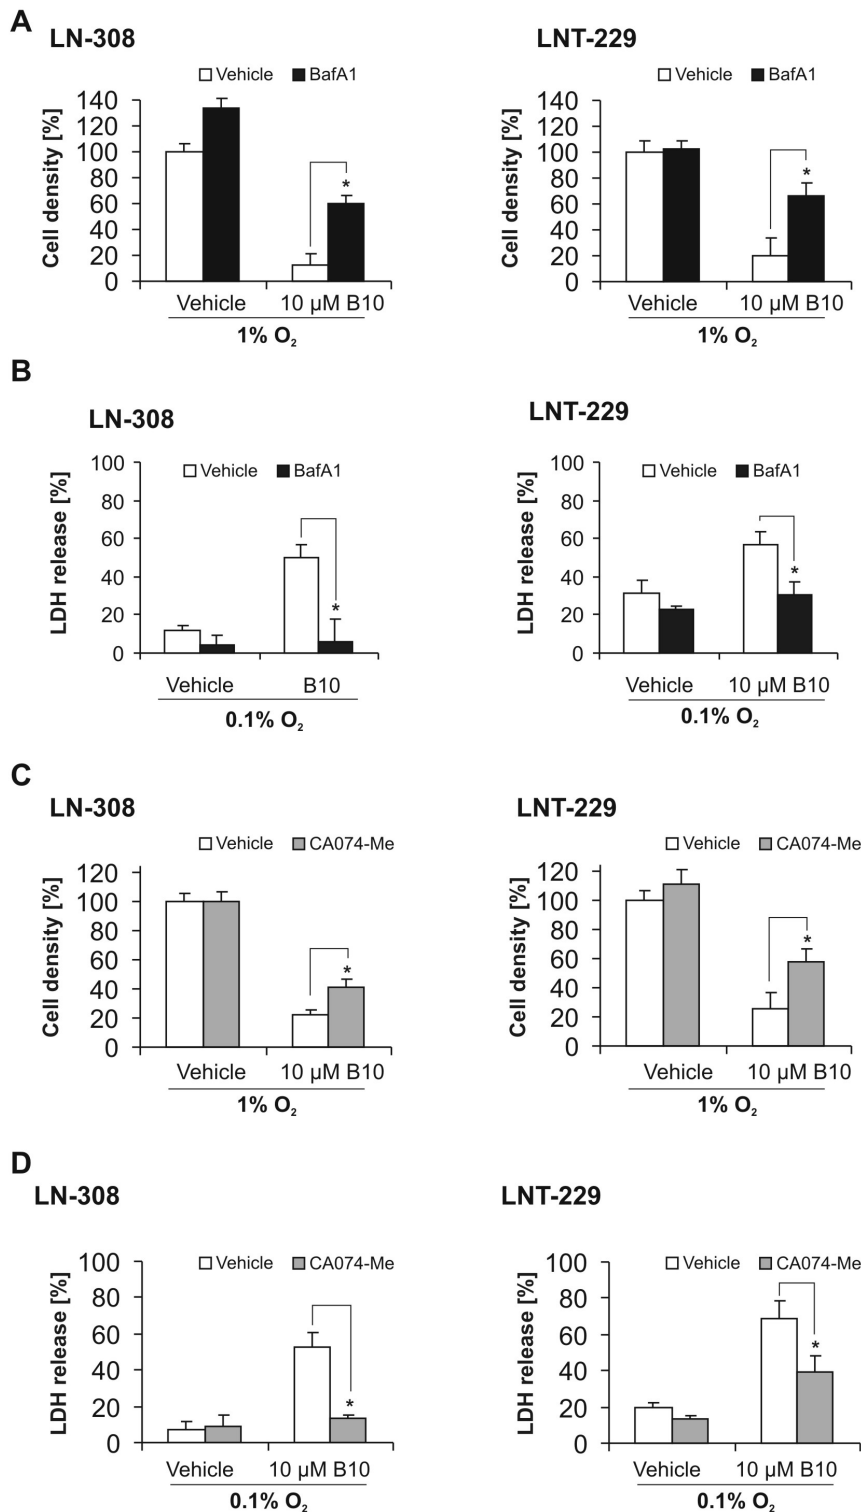 A
LN-308
LNT-229
Vehicle BafA1
Vehicle BafA1
Cell density [%]
140
120
100
80
60
40
20
0
*
Vehicle 10 µM B10
1% O2
Cell density [%]
140
120
100
80
60
40
20
0
*
Vehicle 10 µM B10
1% O2
B
LN-308
LNT-229
Vehicle BafA1
Vehicle BafA1
LDH release [%]
100
80
60
40
20
0
*
Vehicle B10
0.1% O2
LDH release [%]
100
80
60
40
20
0
*
Vehicle 10 µM B10
0.1% O2
C
LN-308
LNT-229
Vehicle CA074-Me
Vehicle CA074-Me
Cell density [%]
120
100
80
60
40
20
0
*
Vehicle 10 µM B10
1% O2
Cell density [%]
120
100
80
60
40
20
0
*
Vehicle 10 µM B10
1% O2
D
LN-308
LNT-229
Vehicle CA074-Me
Vehicle CA074-Me
LDH release [%]
100
80
60
40
20
0
*
Vehicle 10 µM B10
0.1% O2
LDH release [%]
100
80
60
40
20
0
*
Vehicle 10 µM B10
0.1% O2